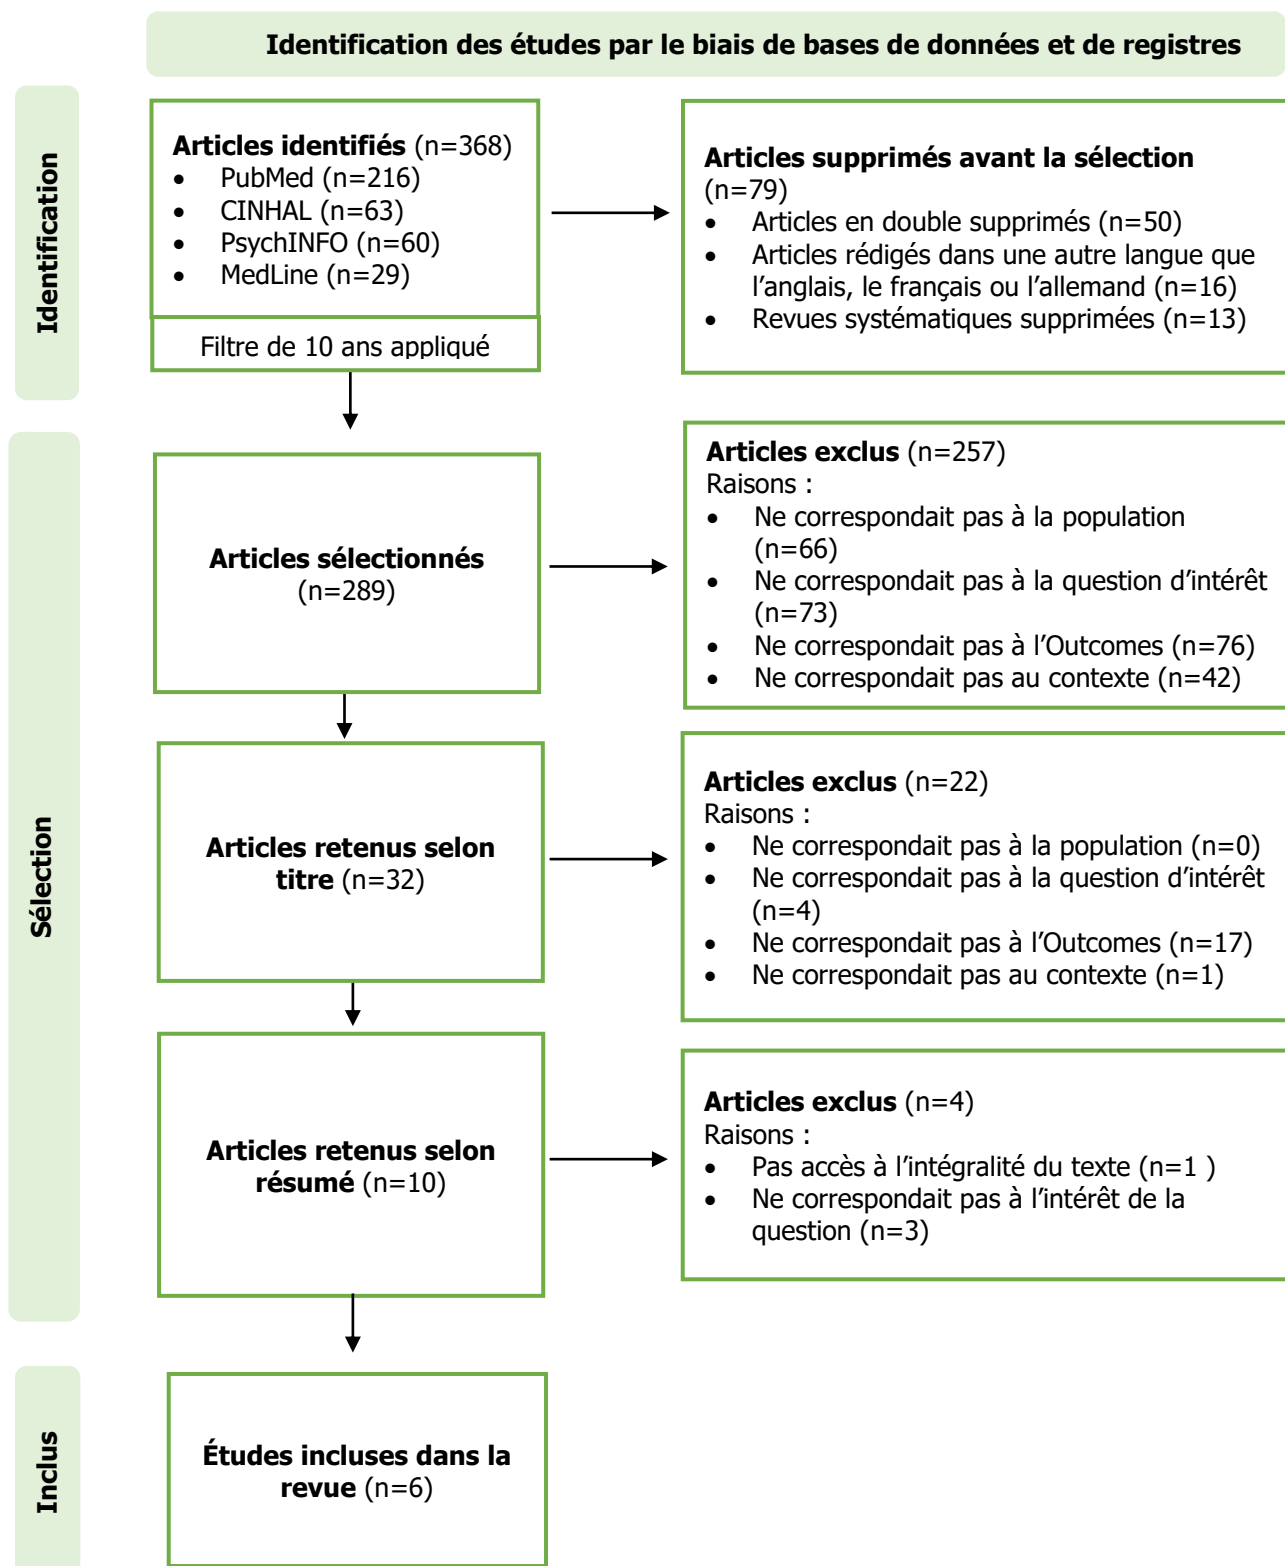 Identification des études par le biais de bases de données et de registres
Identification
Articles identifiés (n=368)
• PubMed (n=216)
• CINHAL (n=63)
• PsychINFO (n=60)
• MedLine (n=29)
Filtre de 10 ans appliqué
Articles supprimés avant la sélection
(n=79)
• Articles en double supprimés (n=50)
• Articles rédigés dans une autre langue que
l’anglais, le français ou l’allemand (n=16)
• Revues systématiques supprimées (n=13)
Sélection
Articles sélectionnés
(n=289)
Articles exclus (n=257)
Raisons :
• Ne correspondait pas à la population
(n=66)
• Ne correspondait pas à la question d’intérêt
(n=73)
• Ne correspondait pas à l’Outcomes (n=76)
• Ne correspondait pas au contexte (n=42)
Articles retenus selon
titre (n=32)
Articles exclus (n=22)
Raisons :
• Ne correspondait pas à la population (n=0)
• Ne correspondait pas à la question d’intérêt
(n=4)
• Ne correspondait pas à l’Outcomes (n=17)
• Ne correspondait pas au contexte (n=1)
Articles retenus selon
résumé (n=10)
Articles exclus (n=4)
Raisons :
• Pas accès à l’intégralité du texte (n=1 )
• Ne correspondait pas à l’intérêt de la
question (n=3)
Inclus
Études incluses dans la
revue (n=6)